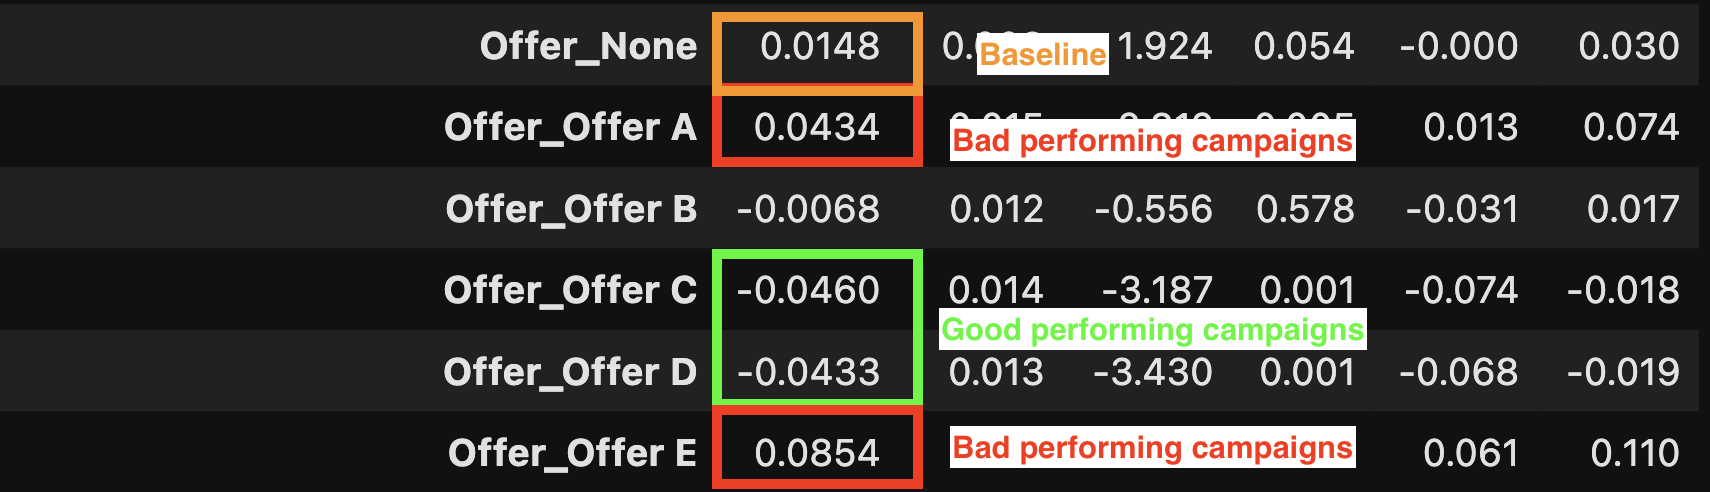 Offer_None 0.0148 Baseline 1.924 0.054 -0.000 0.030
Offer_Offer A 0.0434 Bad performing campaigns 0.013 0.074
Offer_Offer B -0.0068 0.012 -0.556 0.578 -0.031 0.017
Offer_Offer C -0.0460 0.014 -3.187 0.001 -0.074 -0.018
Good performing campaigns
Offer_Offer D -0.0433 0.013 -3.430 0.001 -0.068 -0.019
Offer_Offer E 0.0854 Bad performing campaigns 0.061 0.110